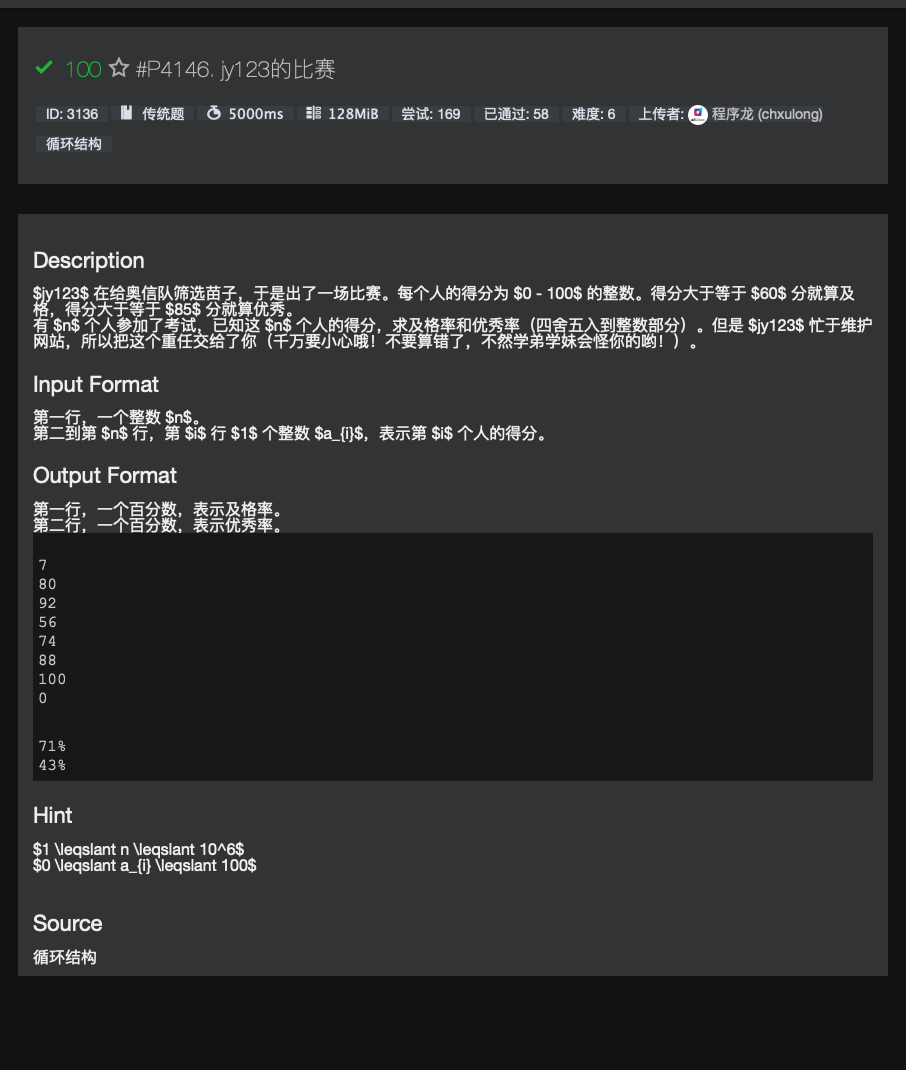 100 #P4146. jy123的比赛
ID: 3136 传统题 5000ms 128MiB 尝试: 169 已通过: 58 难度: 6 上传者: 程序龙 (chxulong)
循环结构
Description
$jy123$ 在给奥信队筛选苗子，于是出了一场比赛。每个人的得分为 $0 - 100$ 的整数。得分大于等于 $60$ 分就算及
格，得分大于等于 $85$ 分就算优秀。
有 $n$ 个人参加了考试，已知这 $n$ 个人的得分，求及格率和优秀率（四舍五入到整数部分）。但是 $jy123$ 忙于维护
网站，所以把这个重任交给了你（千万要小心哦！不要算错了，不然学弟学妹会怪你的哟！）。
Input Format
第一行，一个整数 $n$。
第二到第 $n$ 行，第 $i$ 行 $1$ 个整数 $a_{i}$，表示第 $i$ 个人的得分。
Output Format
第一行，一个百分数，表示及格率。
第二行，一个百分数，表示优秀率。
7
80
92
56
74
88
100
0
71%
43%
Hint
$1 \leqslant n \leqslant 10^6$
$0 \leqslant a_{i} \leqslant 100$
Source
循环结构